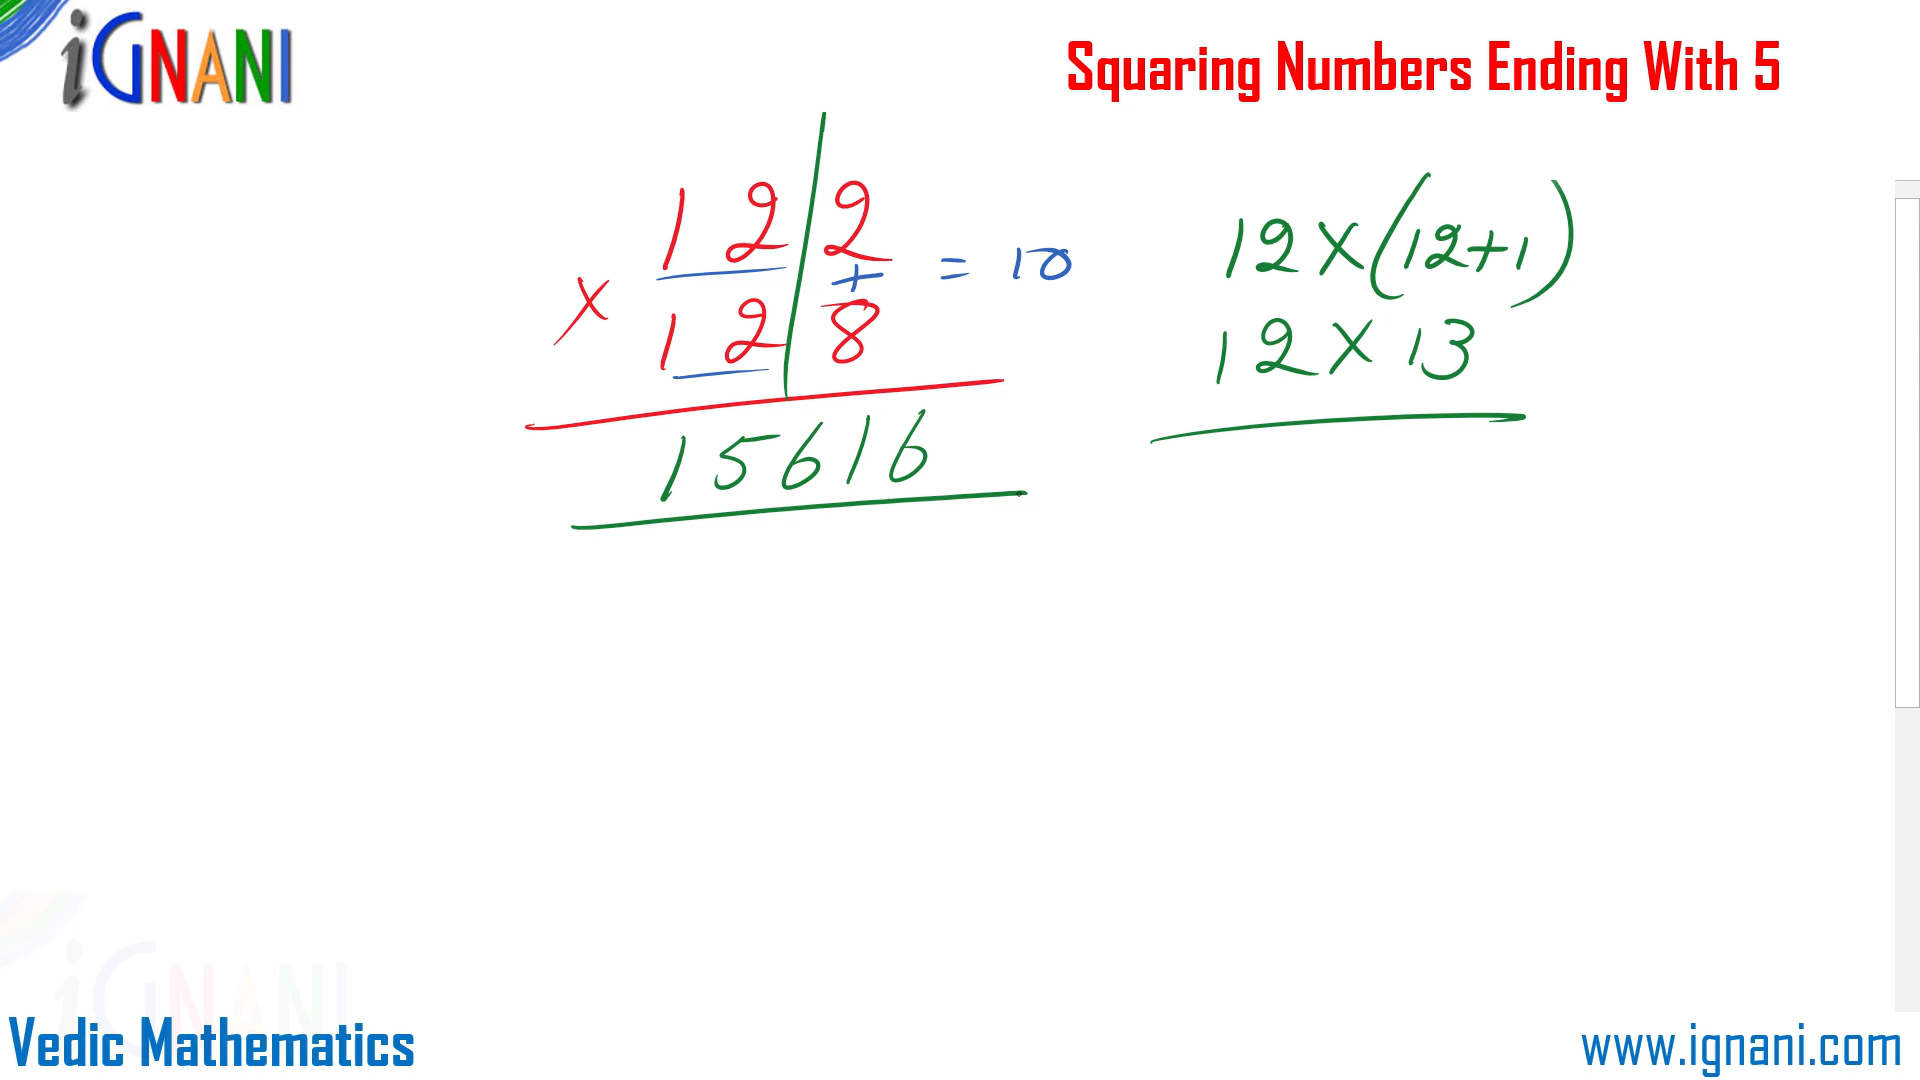 iGNANI
Squaring Numbers Ending With 5
12 2
+ = 10
× 12 8
15616
12 × (12+1)
12 × 13
iGNANI
Vedic Mathematics
www.ignani.com